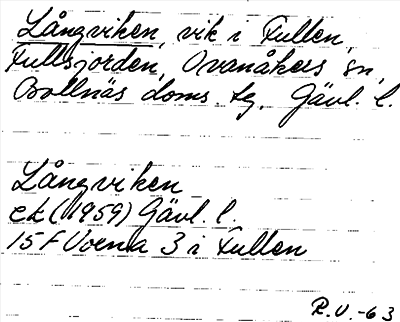 Långviken, vik i Fullen,
Fullsjorden, Ovanåkers sn,
Bollnäs doms. tg, Gävl. l.
Långviken
ek (1959) Gävl. l.
15 F Voxna 3 i Fullen
R.V.-63